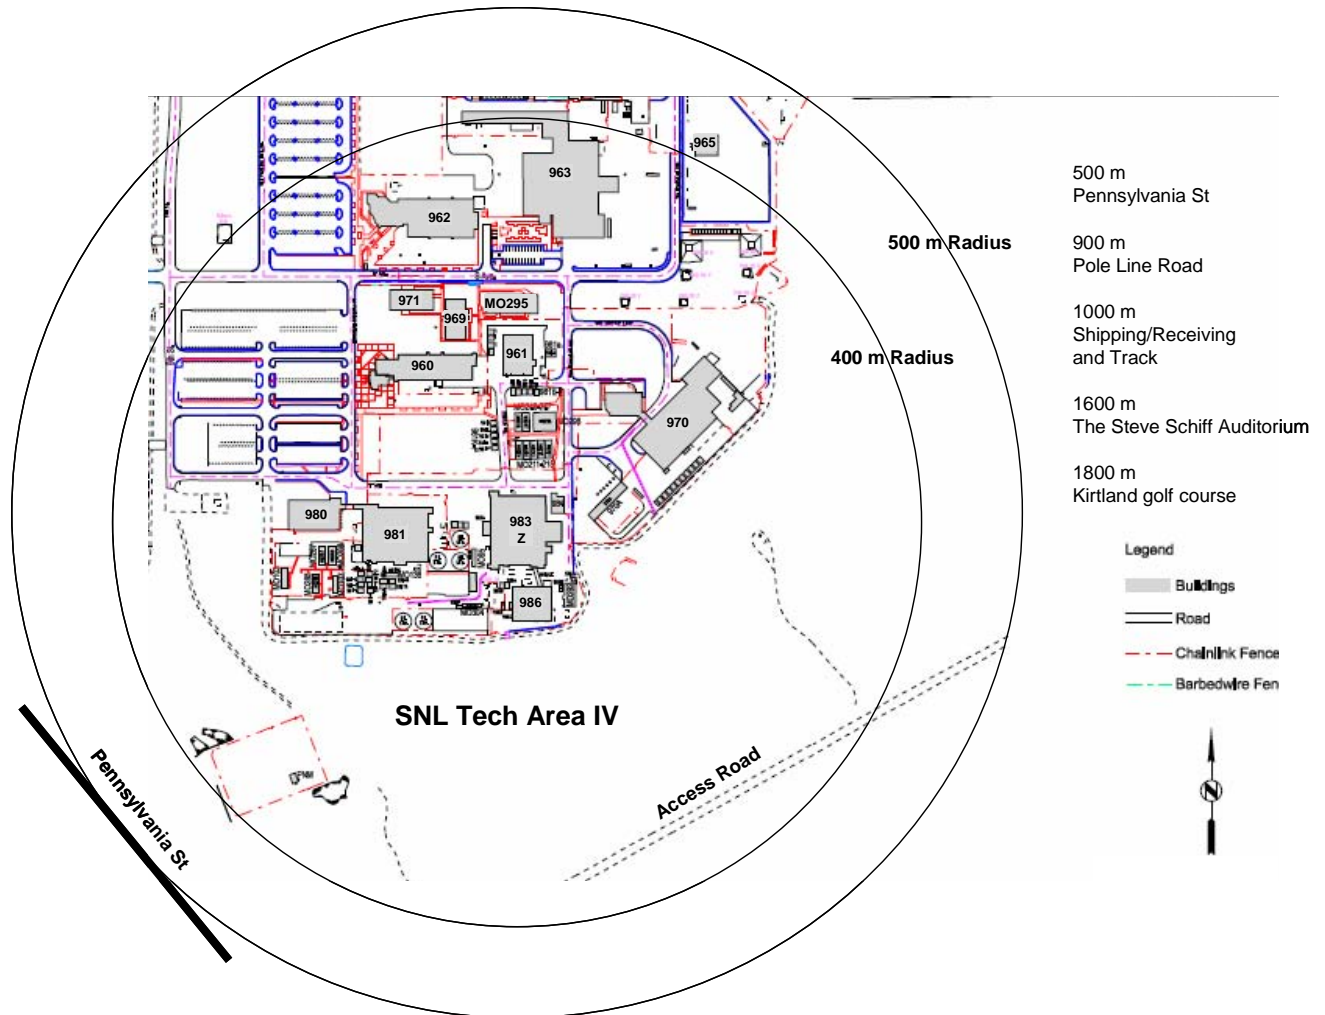 965
963
962
500 m Radius
500 m
Pennsylvania St
900 m
Pole Line Road
1000 m
Shipping/Receiving
and Track
1600 m
The Steve Schiff Auditorium
1800 m
Kirtland golf course
971
969
MO295
961
960
400 m Radius
970
980
981
983
Z
986
SNL Tech Area IV
Pennsylvania St
PNM
Access Road
Legend
Buildings
Road
Chainlink Fence
Barbedwire Fen
N